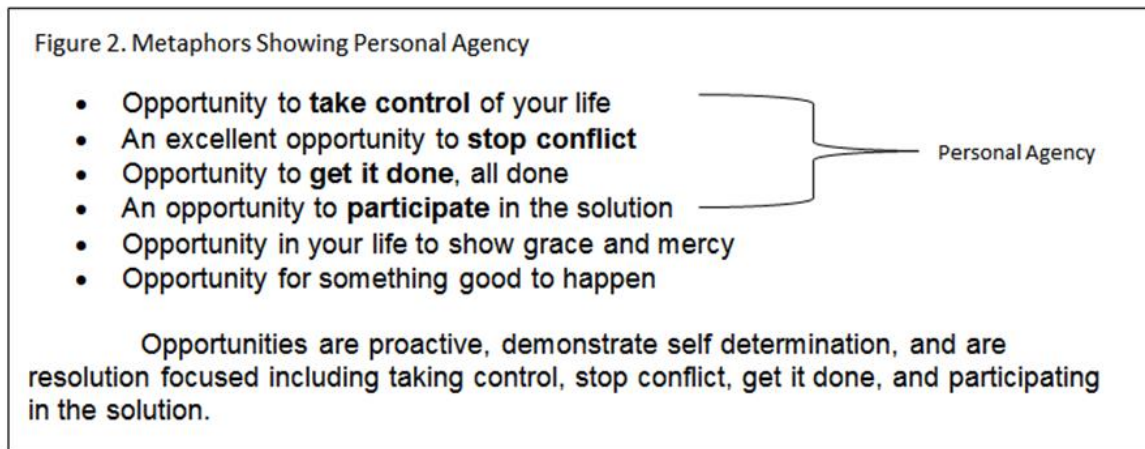 Figure 2. Metaphors Showing Personal Agency
• Opportunity to take control of your life
• An excellent opportunity to stop conflict
• Opportunity to get it done, all done
• An opportunity to participate in the solution
• Opportunity in your life to show grace and mercy
• Opportunity for something good to happen
Personal Agency
Opportunities are proactive, demonstrate self determination, and are
resolution focused including taking control, stop conflict, get it done, and participating
in the solution.